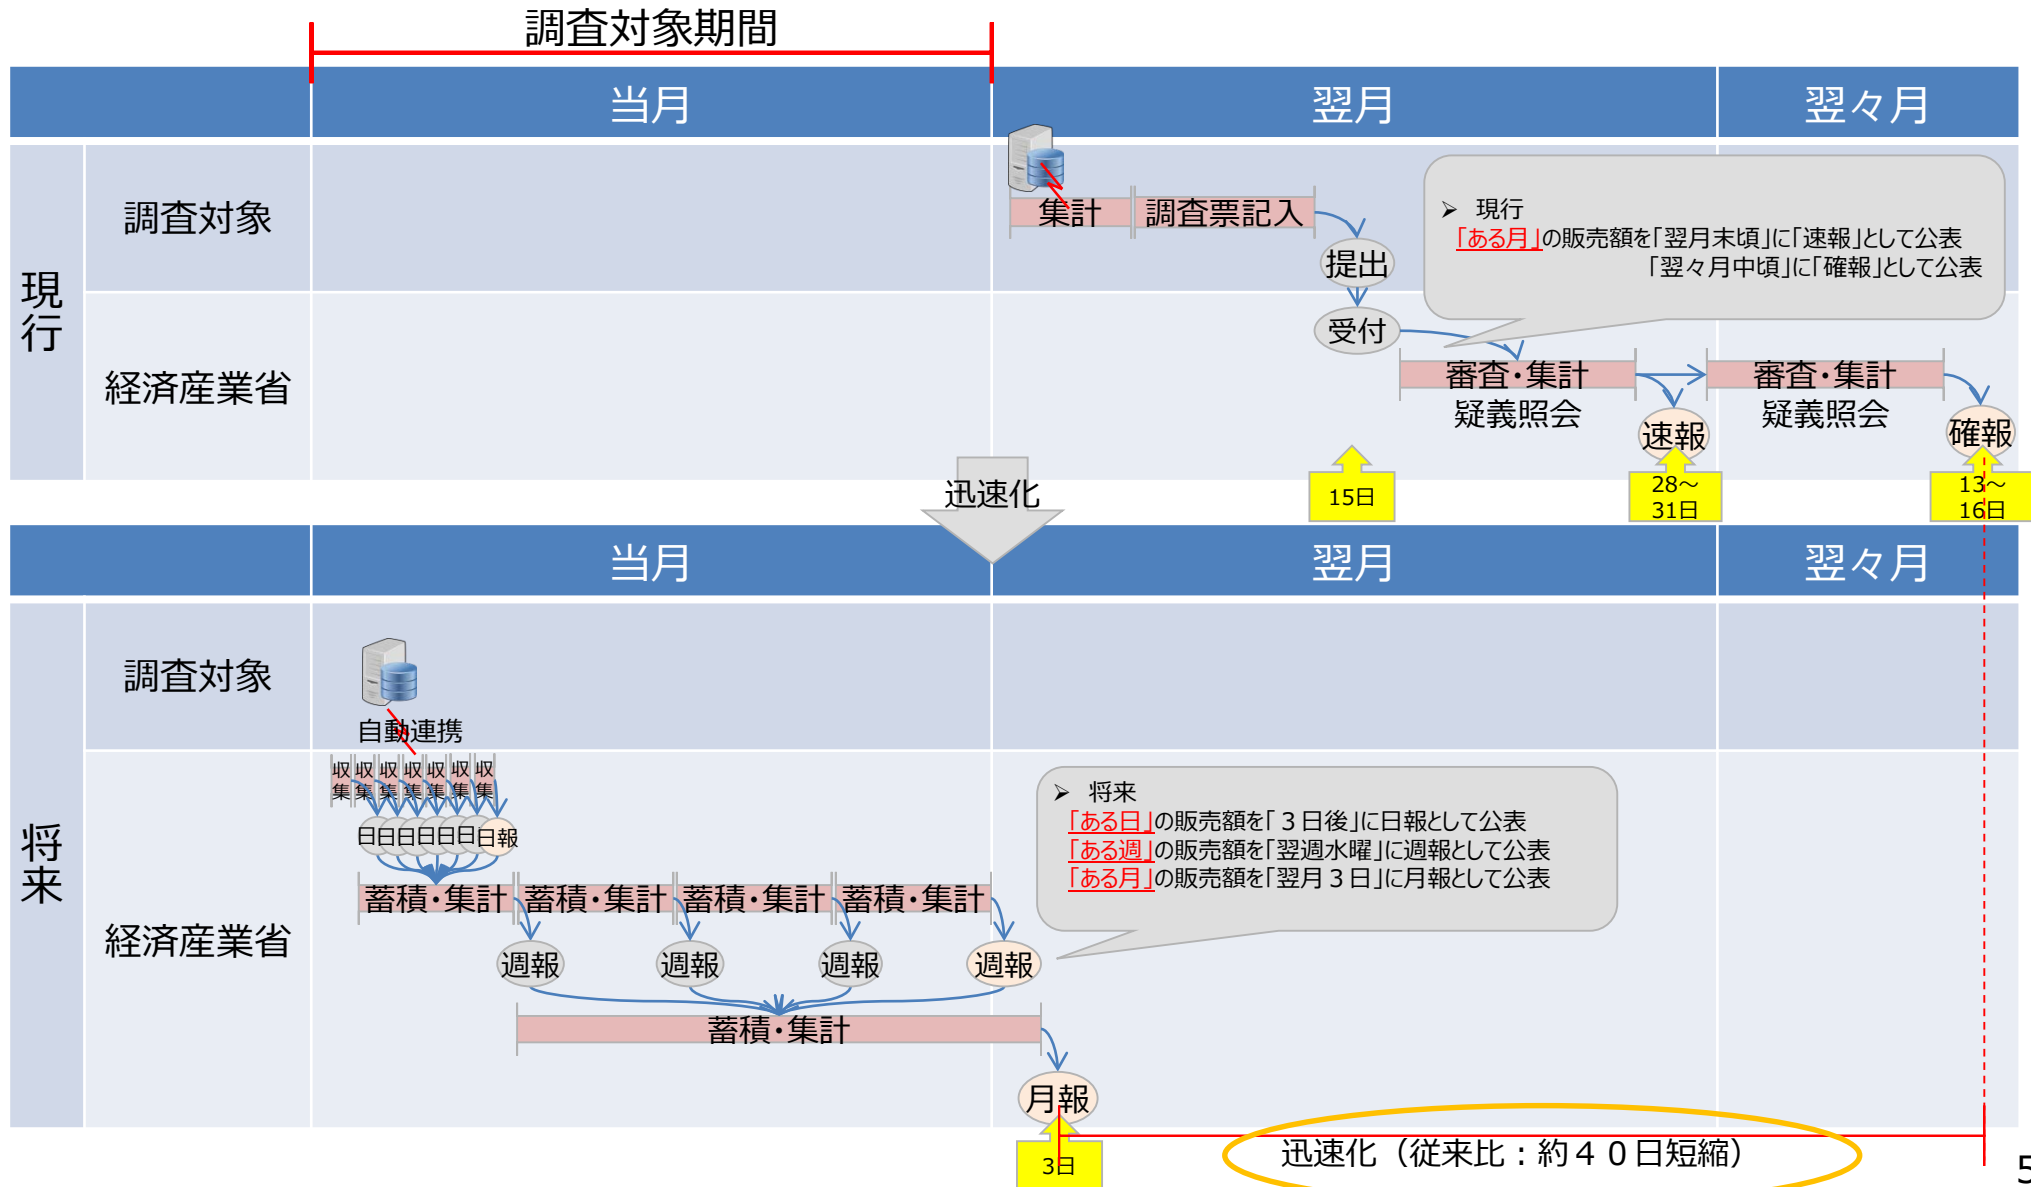 調査対象期間
当月
翌月
翌々月
現行
調査対象
集計
調査票記入
提出
➢ 現行
「ある月」の販売額を「翌月末頃」に「速報」として公表
「翌々月中頃」に「確報」として公表
経済産業省
受付
審査・集計
疑義照会
速報
審査・集計
疑義照会
確報
15日
28～
31日
13～
16日
迅速化
当月
翌月
翌々月
将来
調査対象
自動連携
経済産業省
収集
収集
収集
収集
収集
収集
収集
日
日
日
日
日
日
日報
➢ 将来
「ある日」の販売額を「３日後」に日報として公表
「ある週」の販売額を「翌週水曜」に週報として公表
「ある月」の販売額を「翌月３日」に月報として公表
蓄積・集計
蓄積・集計
蓄積・集計
蓄積・集計
週報
週報
週報
週報
蓄積・集計
月報
3日
迅速化（従来比：約４０日短縮）
5